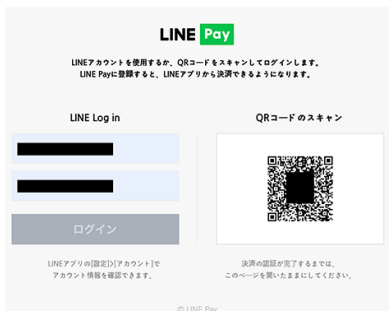 LINE Pay
LINEアカウントを使用するか、QRコードをスキャンしてログインします。
LINE Payに登録すると、LINEアプリから決済できるようになります。
LINE Log in
QRコードのスキャン
ログイン
LINEアプリの[設定]>[アカウント]で
アカウント情報を確認できます。
決済の認証が完了するまでは、
このページを開いたままにしてください。
© LINE Pay